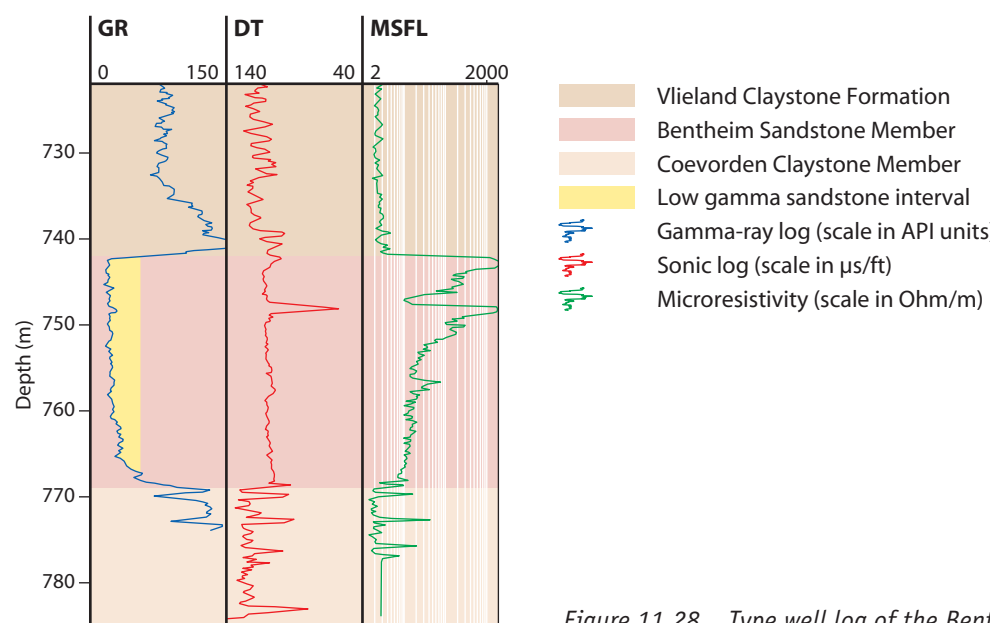 GR DT MSFL
0 150 140 40 2 2000
730
740
750
760
770
780
Depth (m)
Vlieland Claystone Formation
Bentheim Sandstone Member
Coevorden Claystone Member
Low gamma sandstone interval
Gamma-ray log (scale in API units)
Sonic log (scale in µs/ft)
Microresistivity (scale in Ohm/m)
Figure 11.28 Type well log of the Bent